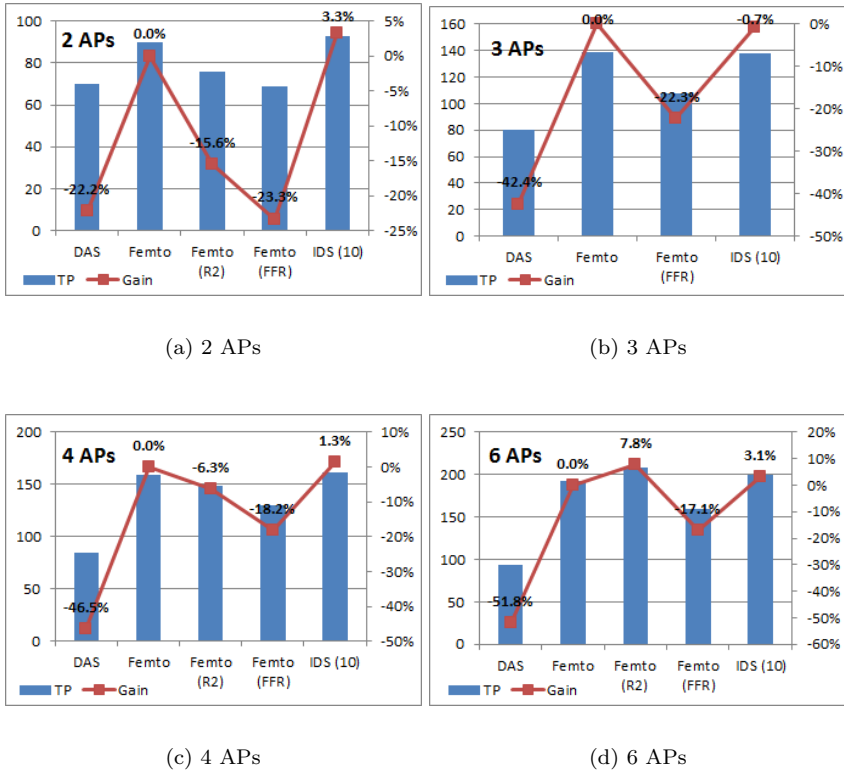 2 APs
100
80
60
40
20
0
5%
0%
-5%
-10%
-15%
-20%
-25%
-22.2%
0.0%
-15.6%
-23.3%
3.3%
DAS
Femto
Femto (R2)
Femto (FFR)
IDS (10)
TP
Gain
(a) 2 APs
3 APs
160
140
120
100
80
60
40
20
0
0%
-10%
-20%
-30%
-40%
-50%
-42.4%
0.0%
-22.3%
-0.7%
DAS
Femto
Femto (FFR)
IDS (10)
TP
Gain
(b) 3 APs
4 APs
200
150
100
50
0
10%
0%
-10%
-20%
-30%
-40%
-50%
-46.5%
0.0%
-6.3%
-18.2%
1.3%
DAS
Femto
Femto (R2)
Femto (FFR)
IDS (10)
TP
Gain
(c) 4 APs
6 APs
250
200
150
100
50
0
20%
10%
0%
-10%
-20%
-30%
-40%
-50%
-60%
-51.8%
0.0%
7.8%
-17.1%
3.1%
DAS
Femto
Femto (R2)
Femto (FFR)
IDS (10)
TP
Gain
(d) 6 APs